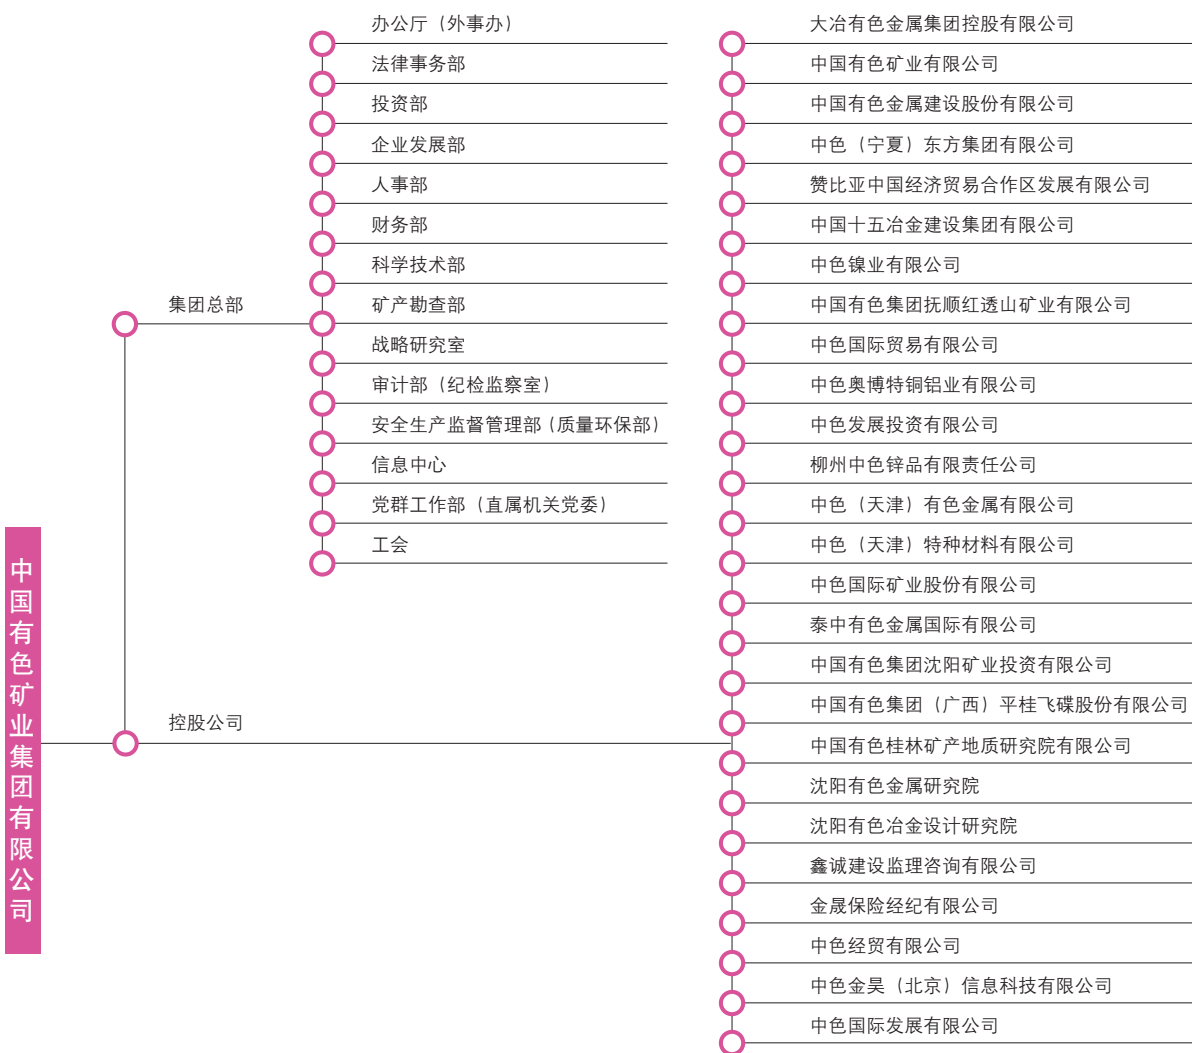 中国有色矿业集团有限公司
集团总部
办公厅（外事办）
法律事务部
投资部
企业发展部
人事部
财务部
科学技术部
矿产勘查部
战略研究室
审计部（纪检监察室）
安全生产监督管理部（质量环保部）
信息中心
党群工作部（直属机关党委）
工会
控股公司
大冶有色金属集团控股有限公司
中国有色矿业有限公司
中国有色金属建设股份有限公司
中色（宁夏）东方集团有限公司
赞比亚中国经济贸易合作区发展有限公司
中国十五冶金建设集团有限公司
中色镍业有限公司
中国有色集团抚顺红透山矿业有限公司
中色国际贸易有限公司
中色奥博特铜铝业有限公司
中色发展投资有限公司
柳州中色锌品有限责任公司
中色（天津）有色金属有限公司
中色（天津）特种材料有限公司
中色国际矿业股份有限公司
泰中有色金属国际有限公司
中国有色集团沈阳矿业投资有限公司
中国有色集团（广西）平桂飞碟股份有限公司
中国有色桂林矿产地质研究院有限公司
沈阳有色金属研究院
沈阳有色冶金设计研究院
鑫诚建设监理咨询有限公司
金晟保险经纪有限公司
中色经贸有限公司
中色金昊（北京）信息科技有限公司
中色国际发展有限公司